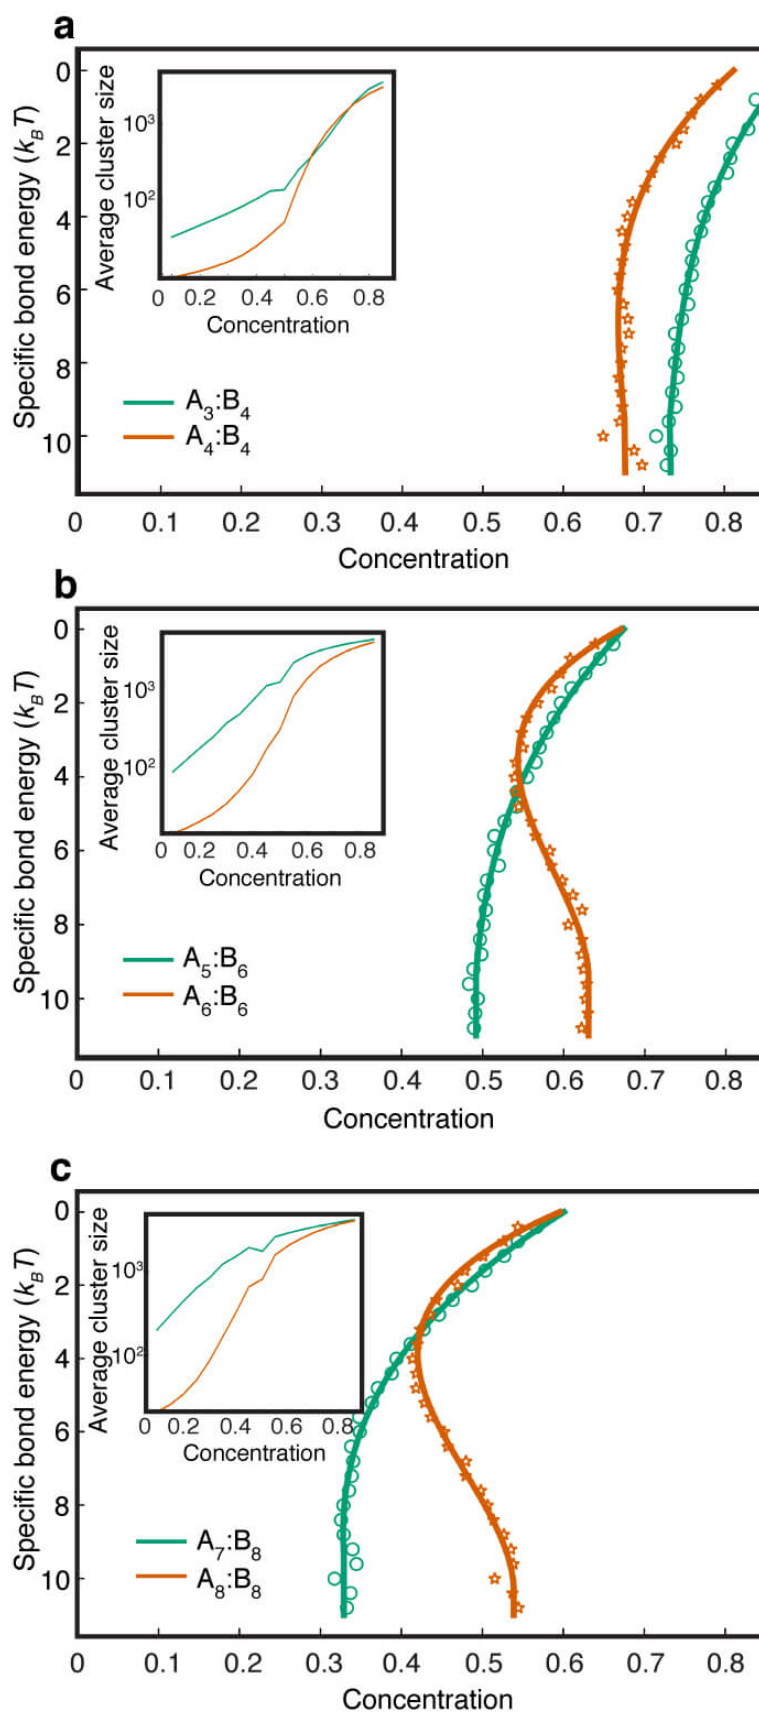 a
Specific bond energy (k_B T)
0
2
4
6
8
10
Average cluster size
10^3
10^2
0 0.2 0.4 0.6 0.8
Concentration
A_3:B_4
A_4:B_4
0 0.1 0.2 0.3 0.4 0.5 0.6 0.7 0.8
Concentration
b
Specific bond energy (k_B T)
0
2
4
6
8
10
Average cluster size
10^3
10^2
0 0.2 0.4 0.6 0.8
Concentration
A_5:B_6
A_6:B_6
0 0.1 0.2 0.3 0.4 0.5 0.6 0.7 0.8
Concentration
c
Specific bond energy (k_B T)
0
2
4
6
8
10
Average cluster size
10^3
10^2
0 0.2 0.4 0.6 0.8
Concentration
A_7:B_8
A_8:B_8
0 0.1 0.2 0.3 0.4 0.5 0.6 0.7 0.8
Concentration